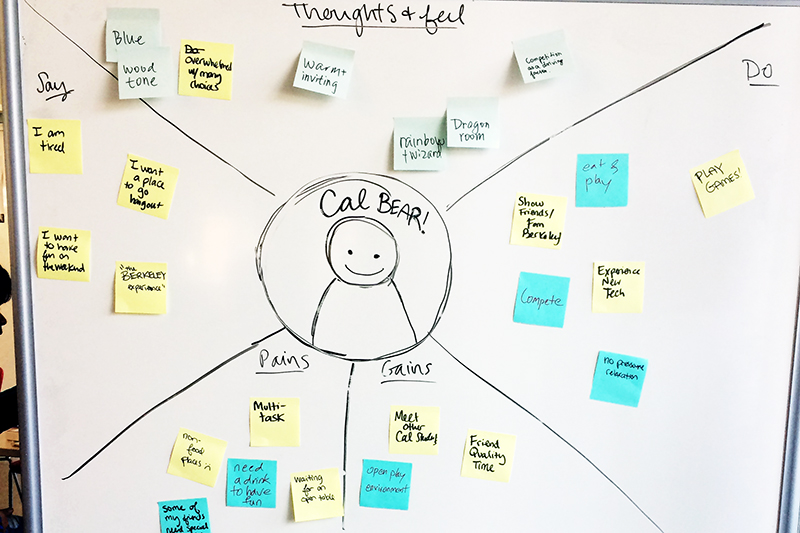 Thoughts & feel
Blue
wood
tone
overwhelmed
w/ many
choices
warm +
inviting
Competition
as a driving
Dragon
room
rainbow
+ wizard
Say
I am
tired
I want
a place
to go
hangout
I want
to have
fun on
the weekend
"the
BERKELEY
experience"
Cal BEAR!
Do
eat &
play
PLAY
GAMES!
Show
Friends/
Fam
Berkeley
Experience
New
Tech
Compete
no pressure
relaxation
Pains
Multi-
task
non-
food
places
need
a drink
to have
fun
waiting
for an
open table
some of
my friends
need special
Gains
Meet
other
Cal
open play
environment
Friend
Quality
Time